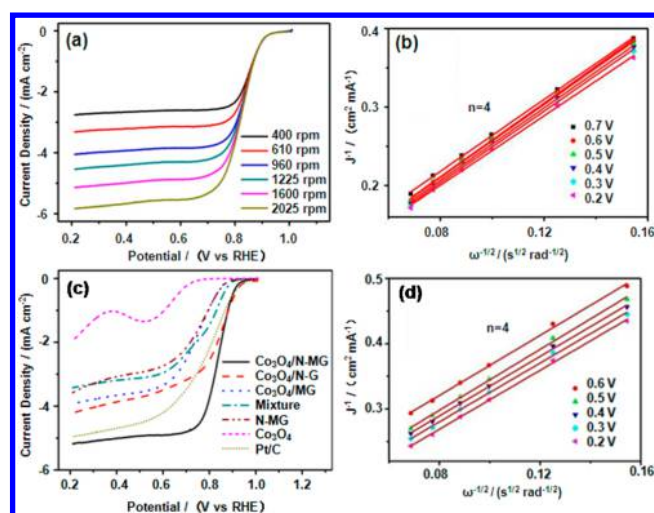 (a)
0
-2
-4
-6
Current Density / (mA cm⁻²)
400 rpm
610 rpm
960 rpm
1225 rpm
1600 rpm
2025 rpm
0.2 0.4 0.6 0.8 1.0
Potential / (V vs RHE)
(b)
0.4
0.3
0.2
J⁻¹ / (cm² mA⁻¹)
n=4
0.7 V
0.6 V
0.5 V
0.4 V
0.3 V
0.2 V
0.08 0.12 0.16
ω⁻¹/² / (s¹/² rad⁻¹/²)
(c)
0
-2
-4
-6
Current Density / (mA cm⁻²)
Co₃O₄/N-MG
Co₃O₄/N-G
Co₃O₄/MG
Mixture
N-MG
Co₃O₄
Pt/C
0.2 0.4 0.6 0.8 1.0
Potential / (V vs RHE)
(d)
0.5
0.4
0.3
J⁻¹ / (cm² mA⁻¹)
n=4
0.6 V
0.5 V
0.4 V
0.3 V
0.2 V
0.08 0.12 0.16
ω⁻¹/² / (s¹/² rad⁻¹/²)